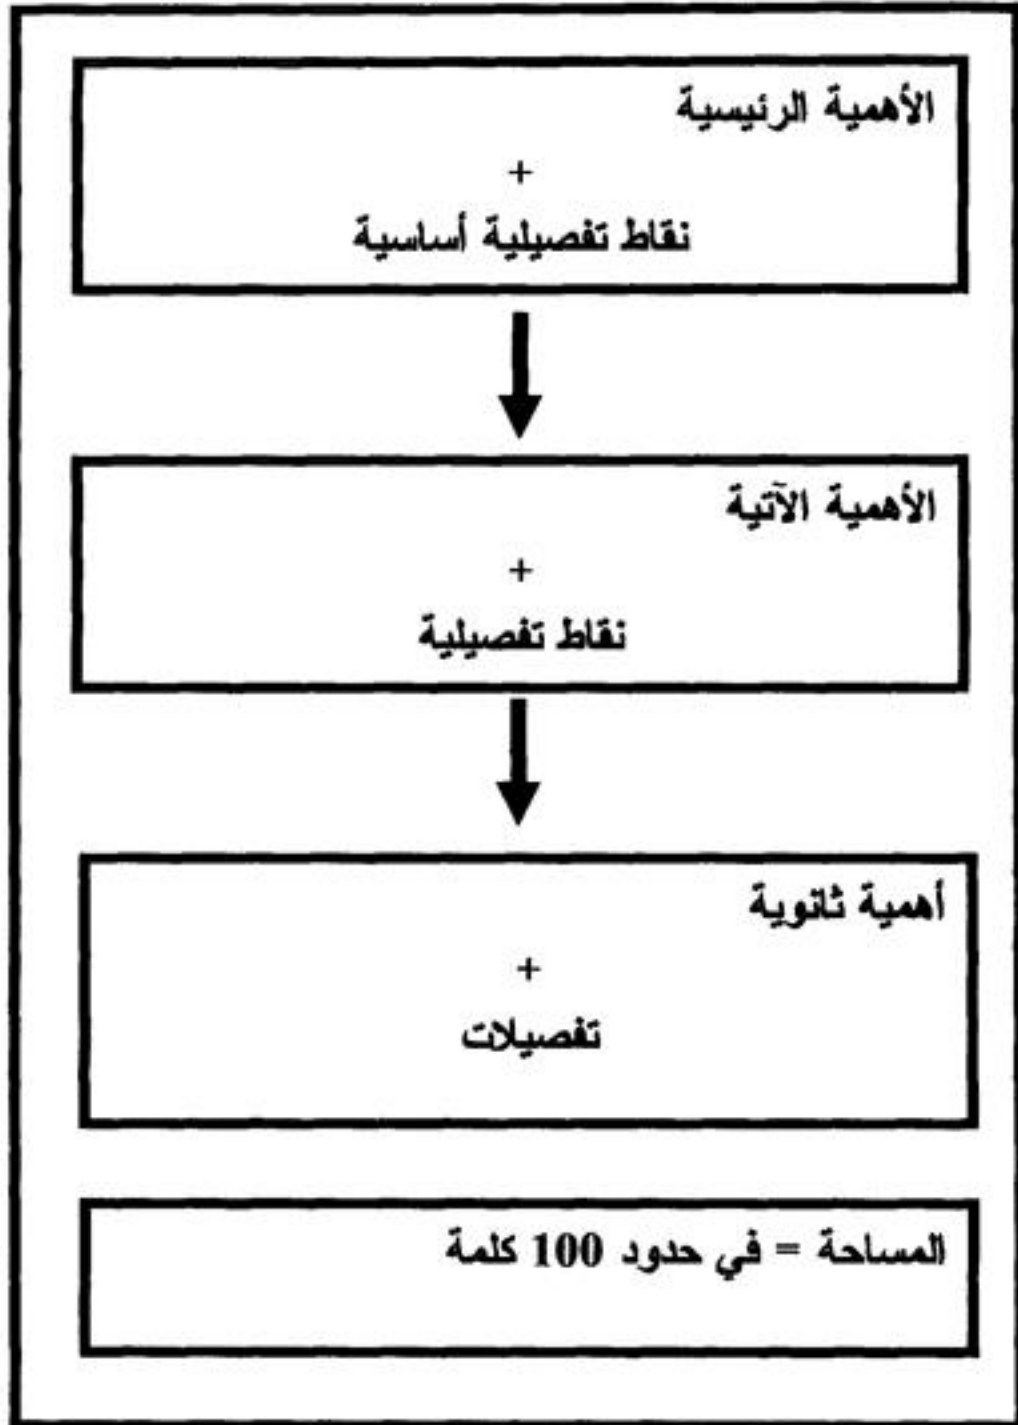 الأهمية الرئيسية
+
نقاط تفصيلية أساسية
الأهمية الآتية
+
نقاط تفصيلية
أهمية ثانوية
+
تفصيلات
المساحة = في حدود 100 كلمة